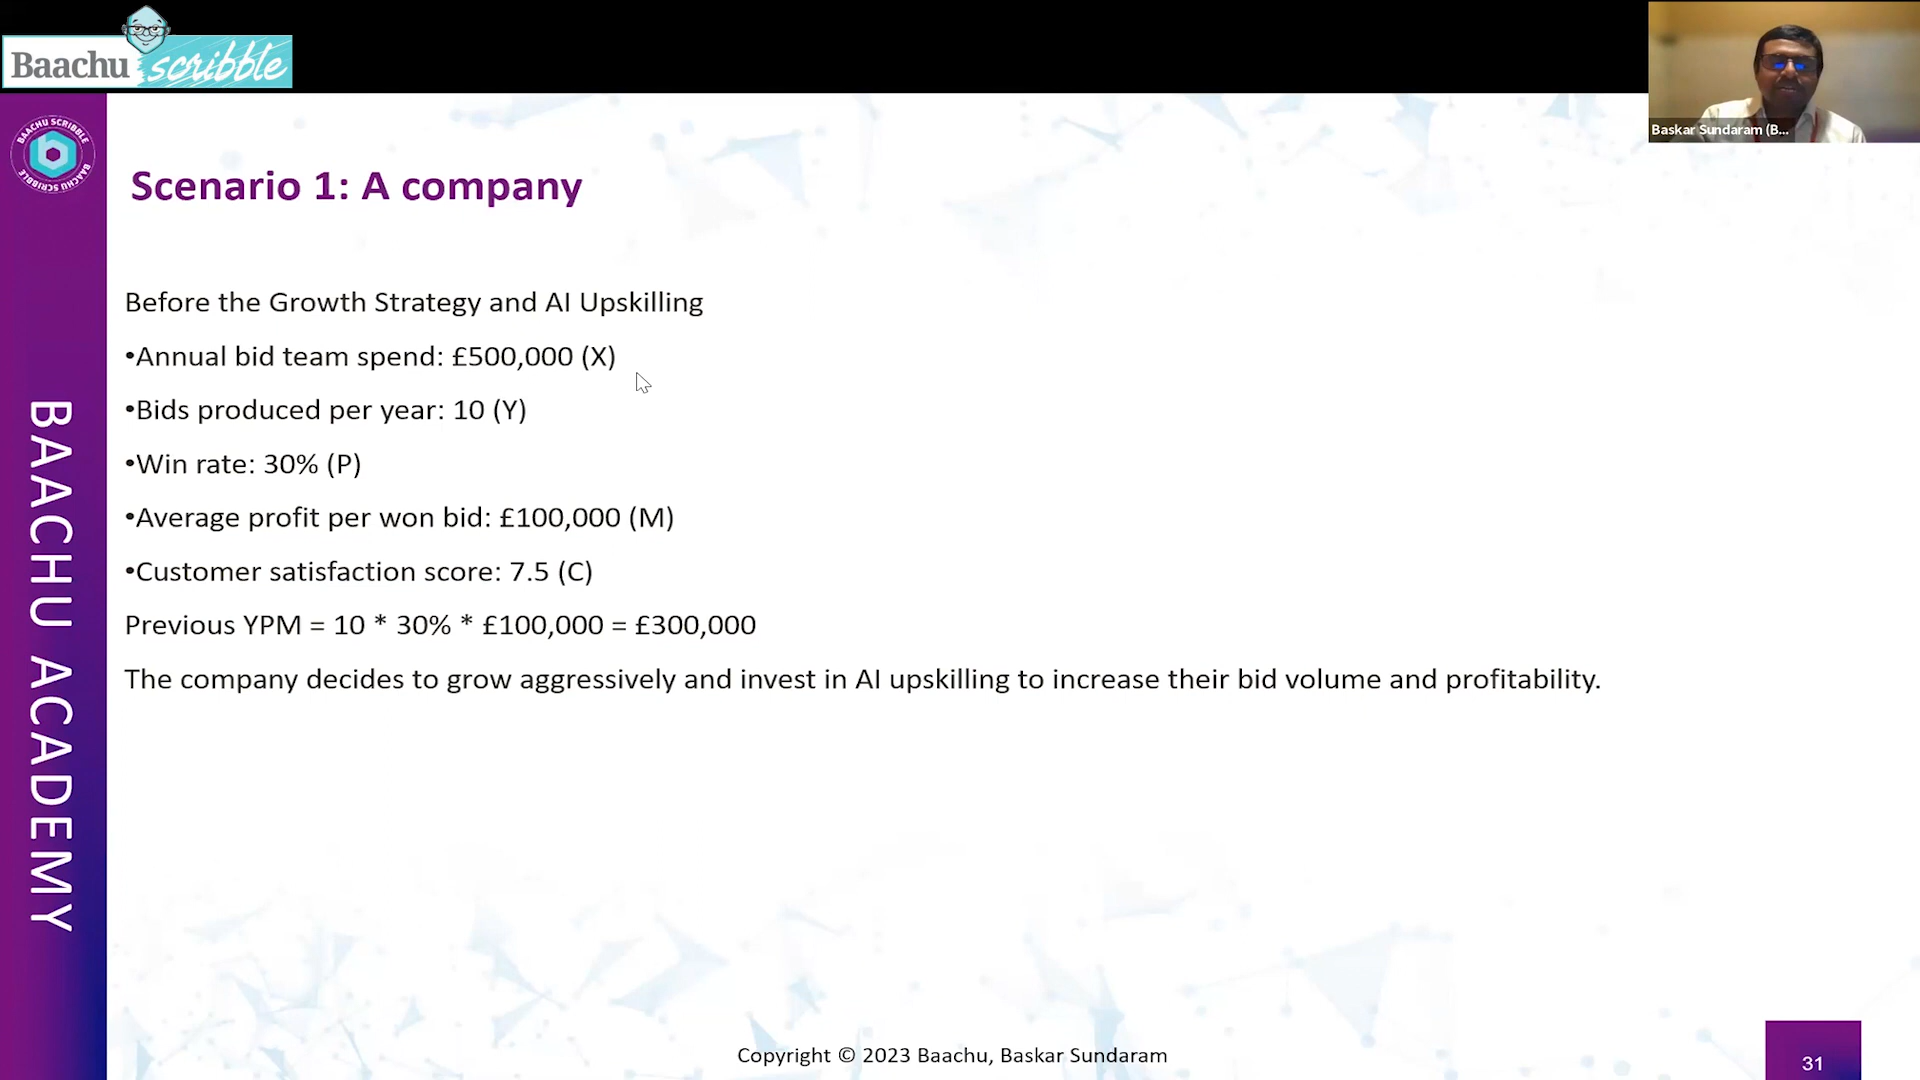 Baachu scribble
Baskar Sundaram (B...
BAACHU SCRIBBLE
BAACHU SCRIBBLE
BAACHU ACADEMY
Scenario 1: A company
Before the Growth Strategy and AI Upskilling
•Annual bid team spend: £500,000 (X)
•Bids produced per year: 10 (Y)
•Win rate: 30% (P)
•Average profit per won bid: £100,000 (M)
•Customer satisfaction score: 7.5 (C)
Previous YPM = 10 * 30% * £100,000 = £300,000
The company decides to grow aggressively and invest in AI upskilling to increase their bid volume and profitability.
Copyright © 2023 Baachu, Baskar Sundaram
31